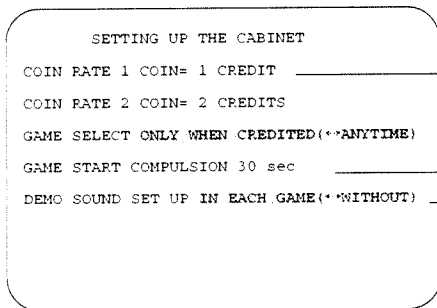 SETTING UP THE CABINET
COIN RATE 1 COIN= 1 CREDIT
COIN RATE 2 COIN= 2 CREDITS
GAME SELECT ONLY WHEN CREDITED(↔ANYTIME)
GAME START COMPULSION 30 sec
DEMO SOUND SET UP IN EACH GAME(↔WITHOUT)